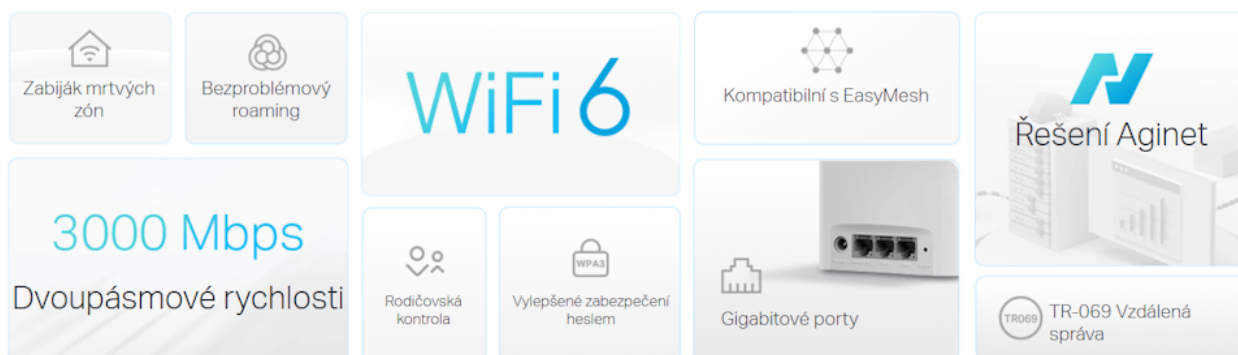 Zabiják mrtvých
zón
Bezproblémový
roaming
WiFi 6
Kompatibilní s EasyMesh
Řešení Aginet
3000 Mbps
Dvoupásmové rychlosti
Rodičovská
kontrola
WPA3
Vylepšené zabezpečení
heslem
Gigabitové porty
TR069
TR-069 Vzdálená
správa